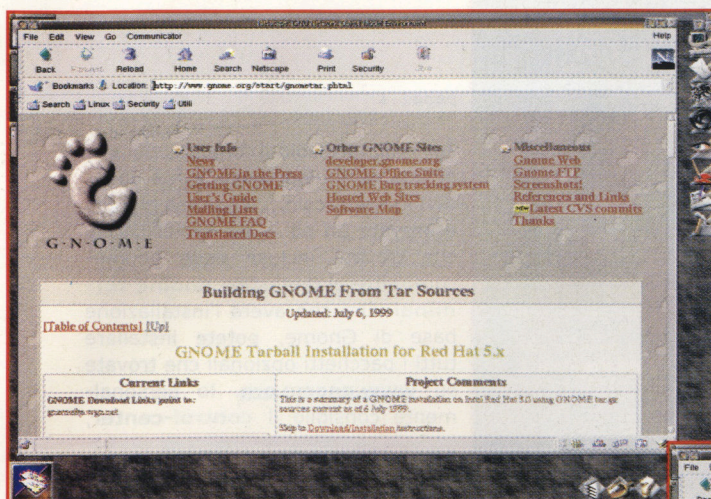 File Edit View Go Communicator Help
Back Reload Home Search Netscape Print Security
Bookmarks Location: http://www.gnome.org/start/gnometar.phtml
Search Linux Security Utili
G·N·O·M·E
User Info
News
GNOME in the Press
Getting GNOME
User's Guide
Mailing Lists
GNOME FAQ
Translated Docs
Other GNOME Sites
developer.gnome.org
GNOME Office Suite
GNOME Bug tracking system
Hosted Web Sites
Software Map
Miscellaneous
Gnome Web
Gnome FTP
Screenshots!
References and Links
NEW Latest CVS commits
Thanks
Building GNOME From Tar Sources
Updated: July 6, 1999
[Table of Contents] [Up]
GNOME Tarball Installation for Red Hat 5.x
Current Links
GNOME Download Links point to:
Project Comments
This is a summary of a GNOME installation on Intel Red Hat 5.0 using GNOME tar.gz
sources current as of 6 July 1999.
Skip to Download/Installation instructions.
File